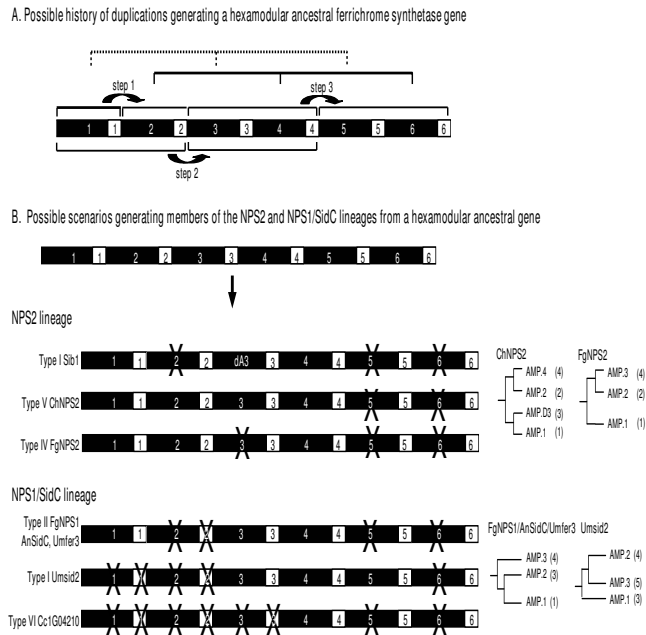 A. Possible history of duplications generating a hexamodular ancestral ferrichrome synthetase gene
step 1
step 3
1 1 2 2 3 3 4 4 5 5 6 6
step 2
B. Possible scenarios generating members of the NPS2 and NPS1/SidC lineages from a hexamodular ancestral gene
1 1 2 2 3 3 4 4 5 5 6 6
NPS2 lineage
Type I Sib1 1 1 2 2 dA3 3 4 4 5 5 6 6
Type V ChNPS2 1 1 2 2 3 3 4 4 5 5 6 6
Type IV FgNPS2 1 1 2 2 3 3 4 4 5 5 6 6
ChNPS2
AMP.4 (4)
AMP.2 (2)
AMP.D3 (3)
AMP.1 (1)
FgNPS2
AMP.3 (4)
AMP.2 (2)
AMP.1 (1)
NPS1/SidC lineage
Type II FgNPS1
AnSidC, Umfer3
1 1 2 2 3 3 4 4 5 5 6 6
Type I Umsid2 1 1 2 2 3 3 4 4 5 5 6 6
Type VI Cc1G04210 1 1 2 2 3 3 4 4 5 5 6 6
FgNPS1/AnSidC/Umfer3 Umsid2
AMP.3 (4)
AMP.2 (3)
AMP.1 (1)
AMP.2 (4)
AMP.3 (5)
AMP.1 (3)